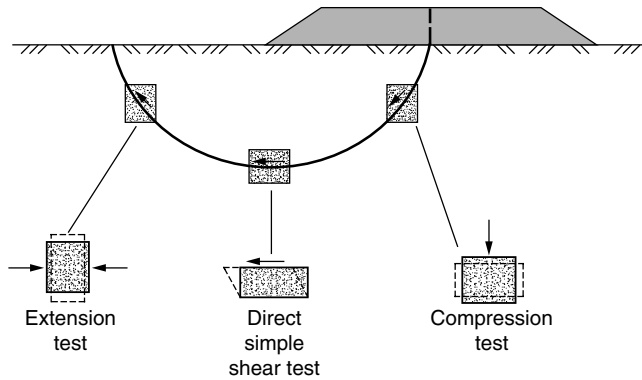 Extension
test
Direct
simple
shear test
Compression
test